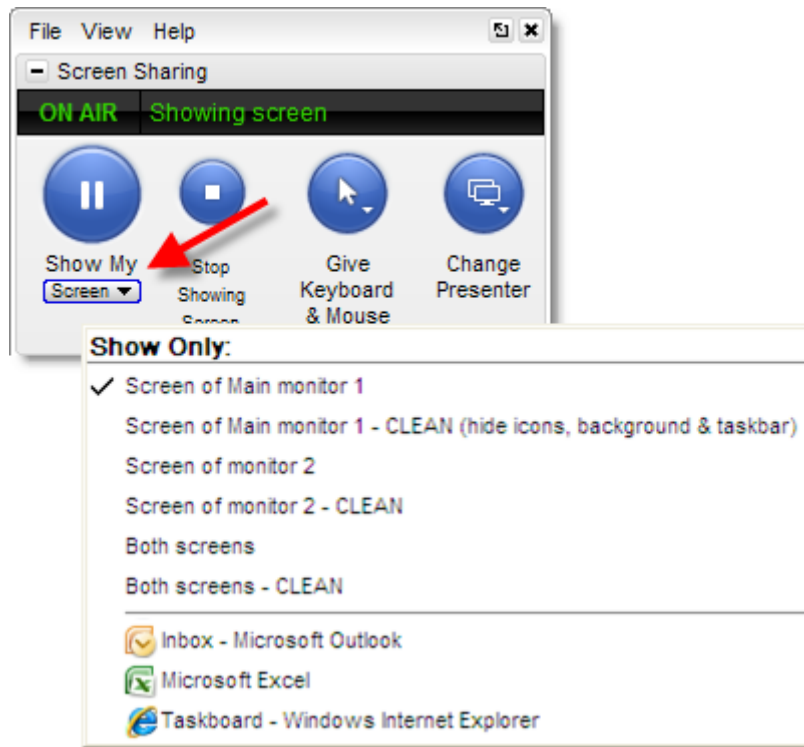 File View Help
Screen Sharing
ON AIR Showing screen
Show My Stop Give Change
Screen Showing Keyboard Presenter
Screen & Mouse
Show Only:
Screen of Main monitor 1
Screen of Main monitor 1 - CLEAN (hide icons, background & taskbar)
Screen of monitor 2
Screen of monitor 2 - CLEAN
Both screens
Both screens - CLEAN
Inbox - Microsoft Outlook
Microsoft Excel
Taskboard - Windows Internet Explorer